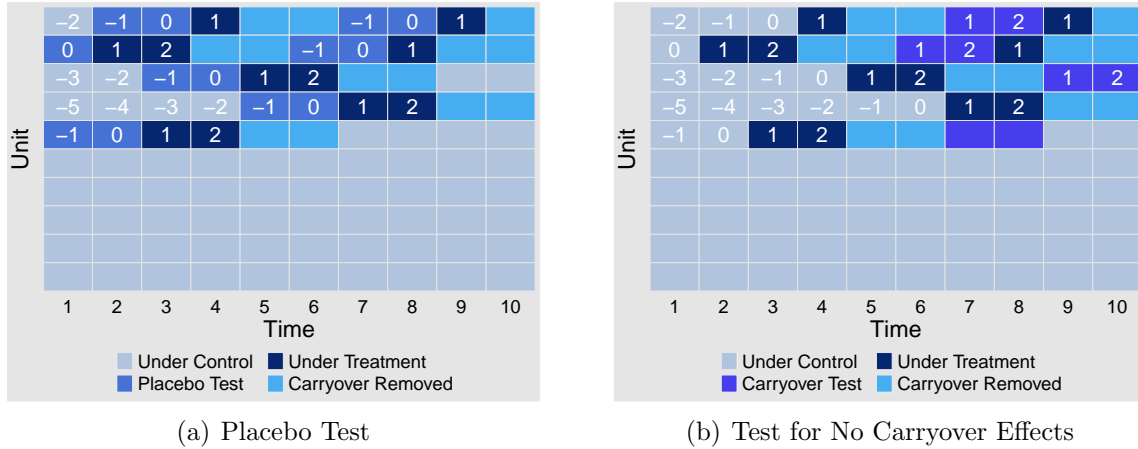 −2 −1 0 1 −1 0 1
0 1 2 −1 0 1
−3 −2 −1 0 1 2
−5 −4 −3 −2 −1 0 1 2
−1 0 1 2
Unit
1 2 3 4 5 6 7 8 9 10
Time
Under Control Under Treatment
Placebo Test Carryover Removed
(a) Placebo Test
−2 −1 0 1 1 2 1
0 1 2 1 2 1
−3 −2 −1 0 1 2 1 2
−5 −4 −3 −2 −1 0 1 2
−1 0 1 2
Unit
1 2 3 4 5 6 7 8 9 10
Time
Under Control Under Treatment
Carryover Test Carryover Removed
(b) Test for No Carryover Effects